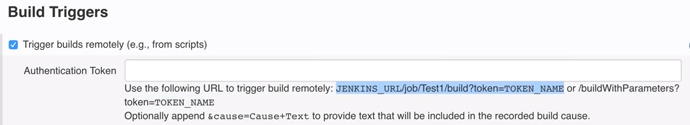 Build Triggers
Trigger builds remotely (e.g., from scripts)
Authentication Token
Use the following URL to trigger build remotely: JENKINS_URL/job/Test1/build?token=TOKEN_NAME or /buildWithParameters?
token=TOKEN_NAME
Optionally append &cause=Cause+Text to provide text that will be included in the recorded build cause.